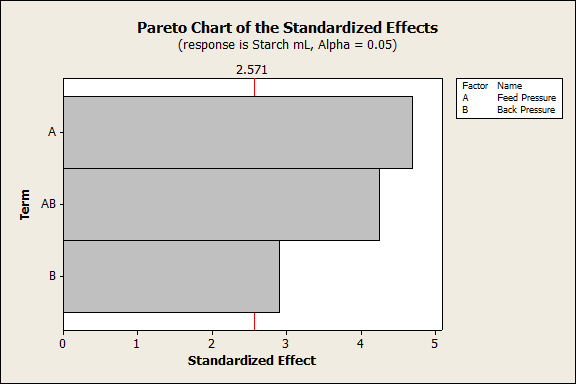 Pareto Chart of the Standardized Effects
(response is Starch mL, Alpha = 0.05)
2.571
Factor Name
A Feed Pressure
B Back Pressure
Term
A
AB
B
0 1 2 3 4 5
Standardized Effect